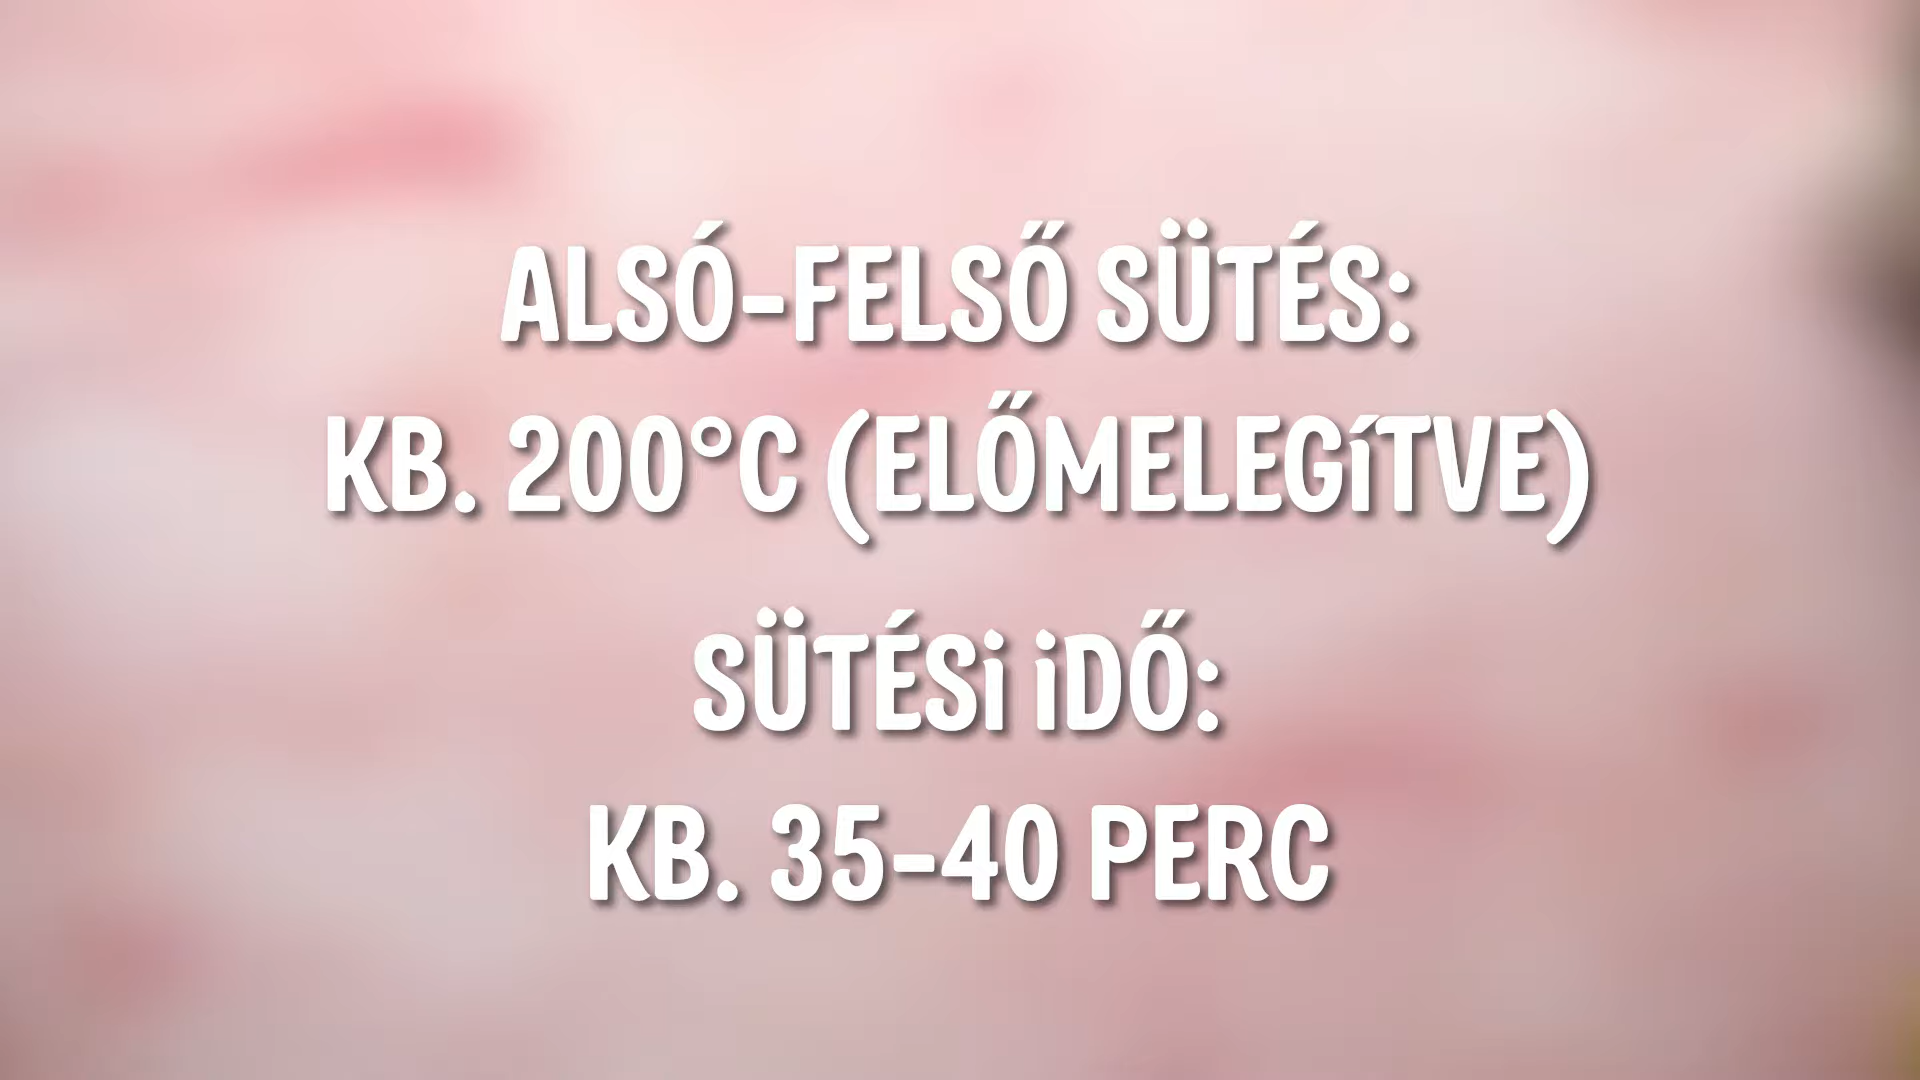 ALSÓ-FELSŐ SÜTÉS:
KB. 200°C (ELŐMELEGíTVE)
SÜTÉSi iDŐ:
KB. 35-40 PERC